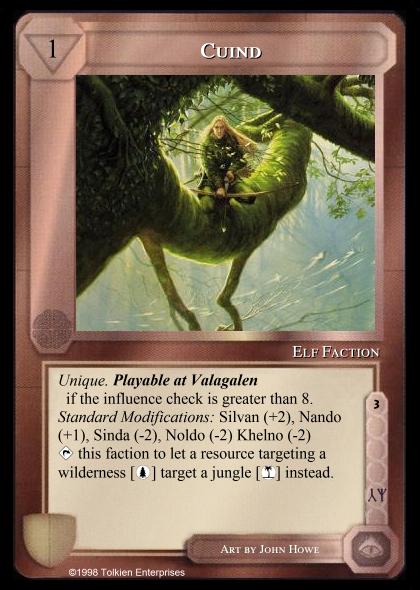 1
Cuind
Elf Faction
Unique. Playable at Valagalen
if the influence check is greater than 8.
Standard Modifications: Silvan (+2), Nando
(+1), Sinda (-2), Noldo (-2) Khelno (-2)
this faction to let a resource targeting a
wilderness [ ] target a jungle [ ] instead.
3
Art by John Howe
©1998 Tolkien Enterprises